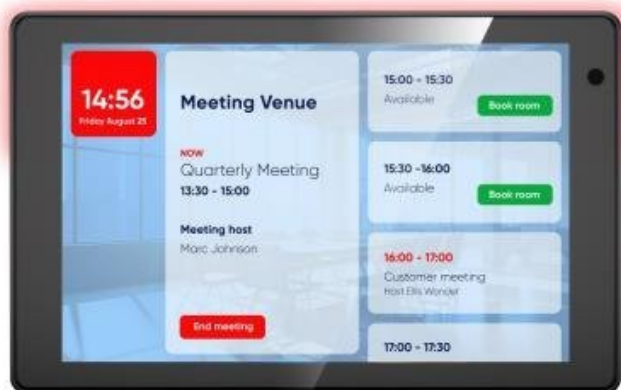 14:56
Friday August 25
Meeting Venue
NOW
Quarterly Meeting
13:30 - 15:00
Meeting host
Marc Johnson
End meeting
15:00 - 15:30
Available
Book room
15:30 -16:00
Available
Book room
16:00 - 17:00
Customer meeting
Host Ellis Wonder
17:00 - 17:30